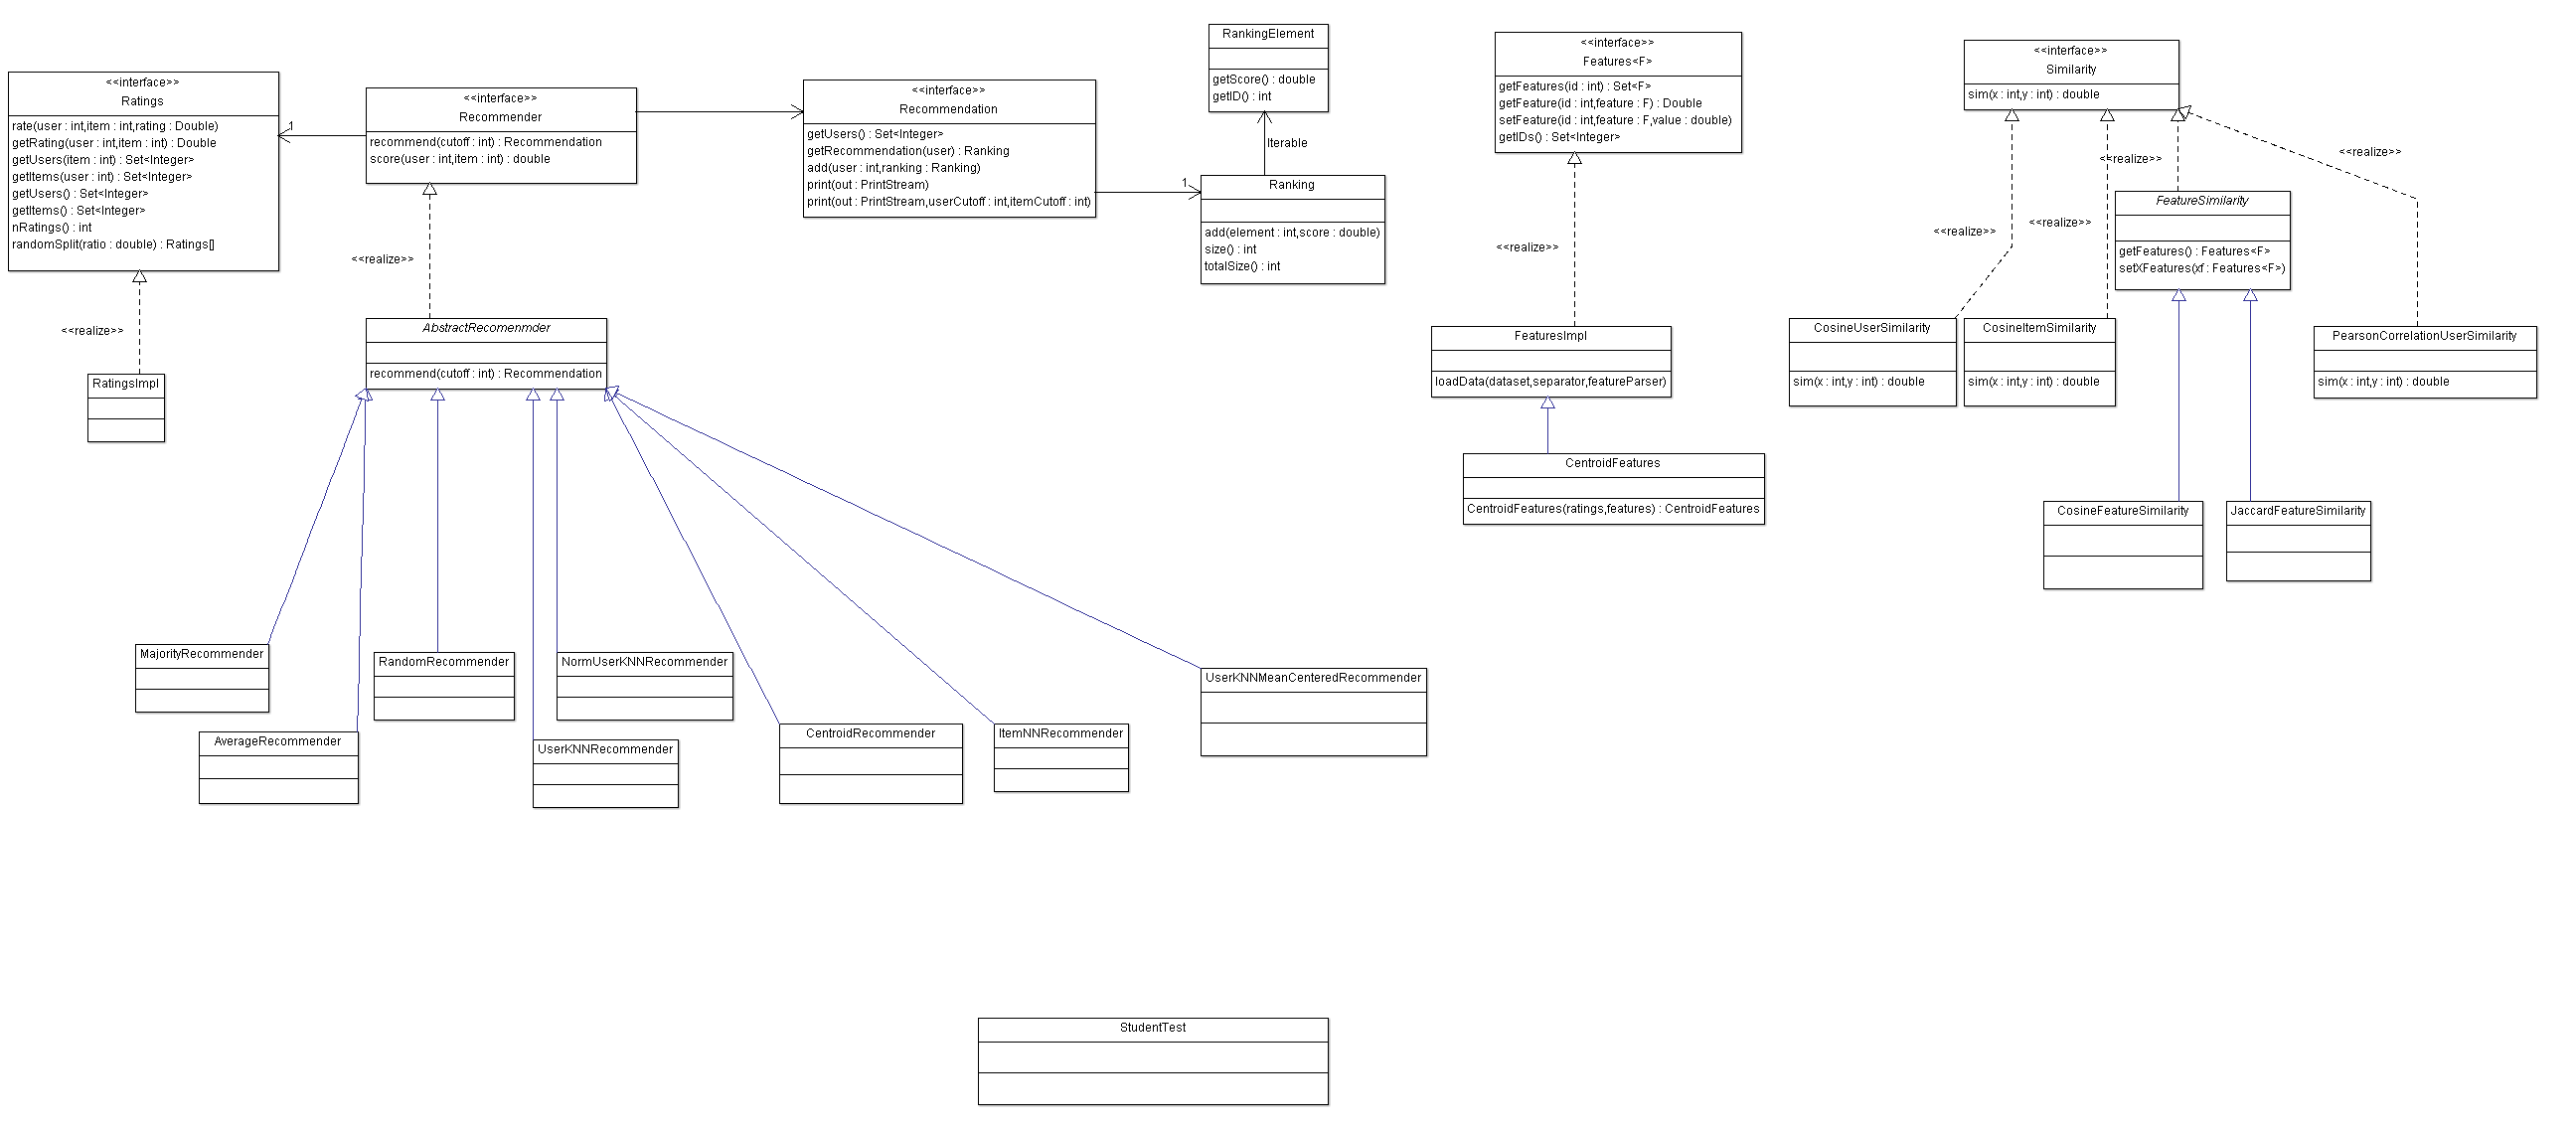 <<interface>>
Ratings
rate(user : int,item : int,rating : Double)
getRating(user : int,item : int) : Double
getUsers(item : int) : Set<Integer>
getItems(user : int) : Set<Integer>
getUsers() : Set<Integer>
getItems() : Set<Integer>
nRatings() : int
randomSplit(ratio : double) : Ratings[]
1
<<interface>>
Recommender
recommend(cutoff : int) : Recommendation
score(user : int,item : int) : double
<<interface>>
Recommendation
getUsers() : Set<Integer>
getRecommendation(user) : Ranking
add(user : int,ranking : Ranking)
print(out : PrintStream)
print(out : PrintStream,userCutoff : int,itemCutoff : int)
RankingElement
getScore() : double
getID() : int
Iterable
1
Ranking
add(element : int,score : double)
size() : int
totalSize() : int
<<interface>>
Features<F>
getFeatures(id : int) : Set<F>
getFeature(id : int,feature : F) : Double
setFeature(id : int,feature : F,value : double)
getIDs() : Set<Integer>
<<interface>>
Similarity
sim(x : int,y : int) : double
<<realize>>
<<realize>>
<<realize>>
<<realize>>
FeatureSimilarity
getFeatures() : Features<F>
setXFeatures(xf : Features<F>)
<<realize>>
<<realize>>
<<realize>>
RatingsImpl
AbstractRecomenmder
recommend(cutoff : int) : Recommendation
FeaturesImpl
loadData(dataset,separator,featureParser)
CosineUserSimilarity
sim(x : int,y : int) : double
CosineItemSimilarity
sim(x : int,y : int) : double
PearsonCorrelationUserSimilarity
sim(x : int,y : int) : double
CentroidFeatures
CentroidFeatures(ratings,features) : CentroidFeatures
CosineFeatureSimilarity
JaccardFeatureSimilarity
MajorityRecommender
RandomRecommender
NormUserKNNRecommender
UserKNNMeanCenteredRecommender
AverageRecommender
UserKNNRecommender
CentroidRecommender
ItemNNRecommender
StudentTest